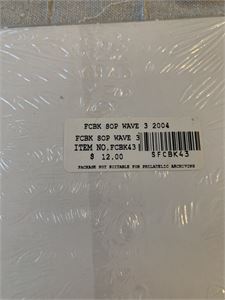 FCBK 8OP WAVE 3 2004
FCBK 8OP WAVE 3
ITEM NO.FCBK43
$ 12.00
SFCBK43
PACKAGE NOT SUITABLE FOR PHILATELIC ARCHIVING